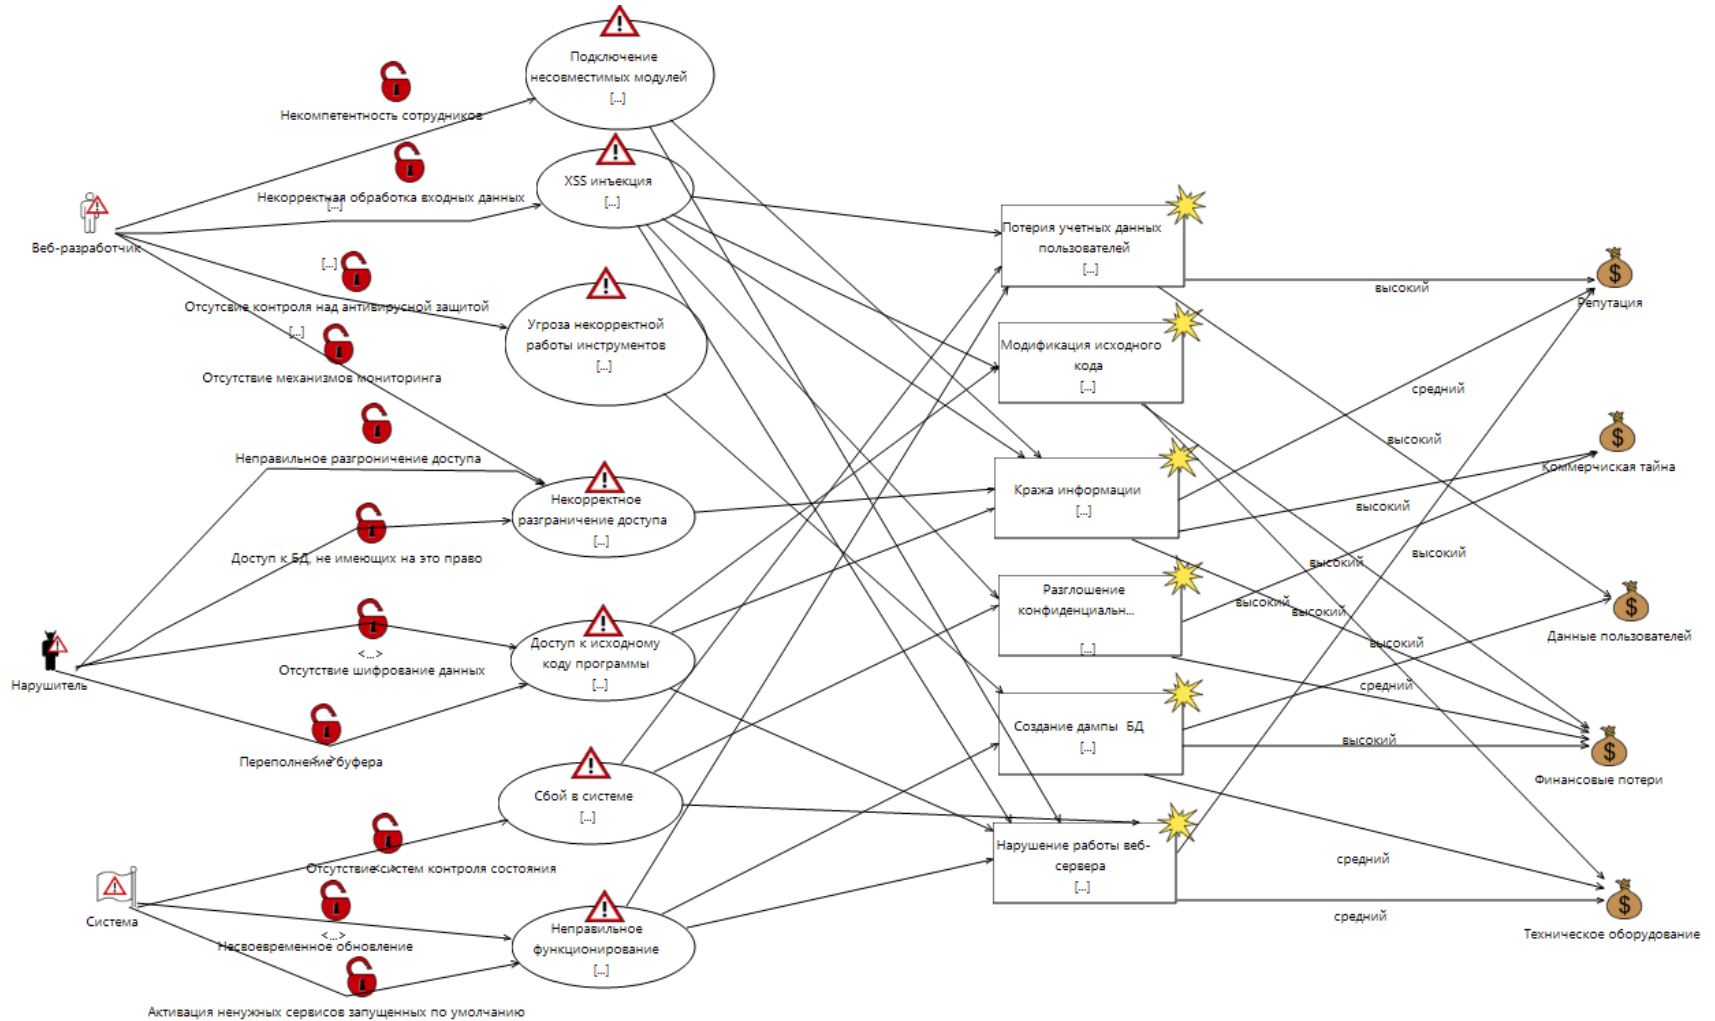 Веб-разработчик
Нарушитель
Система
Некомпетентность сотрудников
Некорректная обработка входных данных
[...]
[...]
Отсутсвие контроля над антивирусной защитой
[...]
Отсутствие механизмов мониторинга
Неправильное разгроничение доступа
Доступ к БД, не имеющих на это право
<...>
Отсутствие шифрование данных
Переполнение буфера
<...>
Отсутствие систем контроля состояния
<...>
<...>
Несвоевременное обновление
Активация ненужных сервисов запущенных по умолчанию
Подключение
несовместимых модулей
[...]
XSS инъекция
[...]
Угроза некорректной
работы инструментов
[...]
Некорректное
разграничение доступа
[...]
Доступ к исходному
коду программы
[...]
Сбой в системе
[...]
Неправильное
функционирование
[...]
Потерия учетных данных
пользователей
[...]
Модификация исходного
кода
[...]
Кража информации
[...]
Разглошение
конфиденциальн...
[...]
Создание дампы БД
[...]
Нарушение работы веб-
сервера
[...]
высокий
средний
высокий
высокий
высокий
высокий
высокий
высокий
высокий
средний
высокий
средний
средний
Репутация
Коммерчиская тайна
Данные пользователей
Финансовые потери
Техническое оборудование